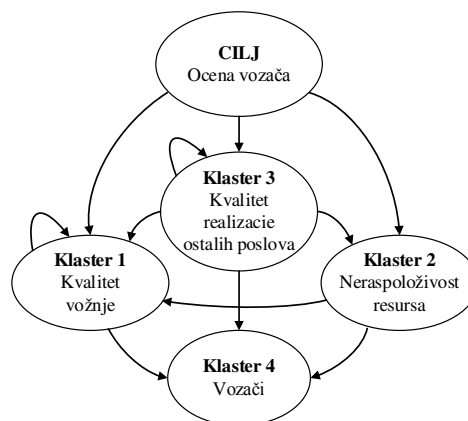 CILJ
Ocena vozača
Klaster 3
Kvalitet
realizacie
ostalih poslova
Klaster 1
Kvalitet
vožnje
Klaster 2
Neraspoloživost
resursa
Klaster 4
Vozači